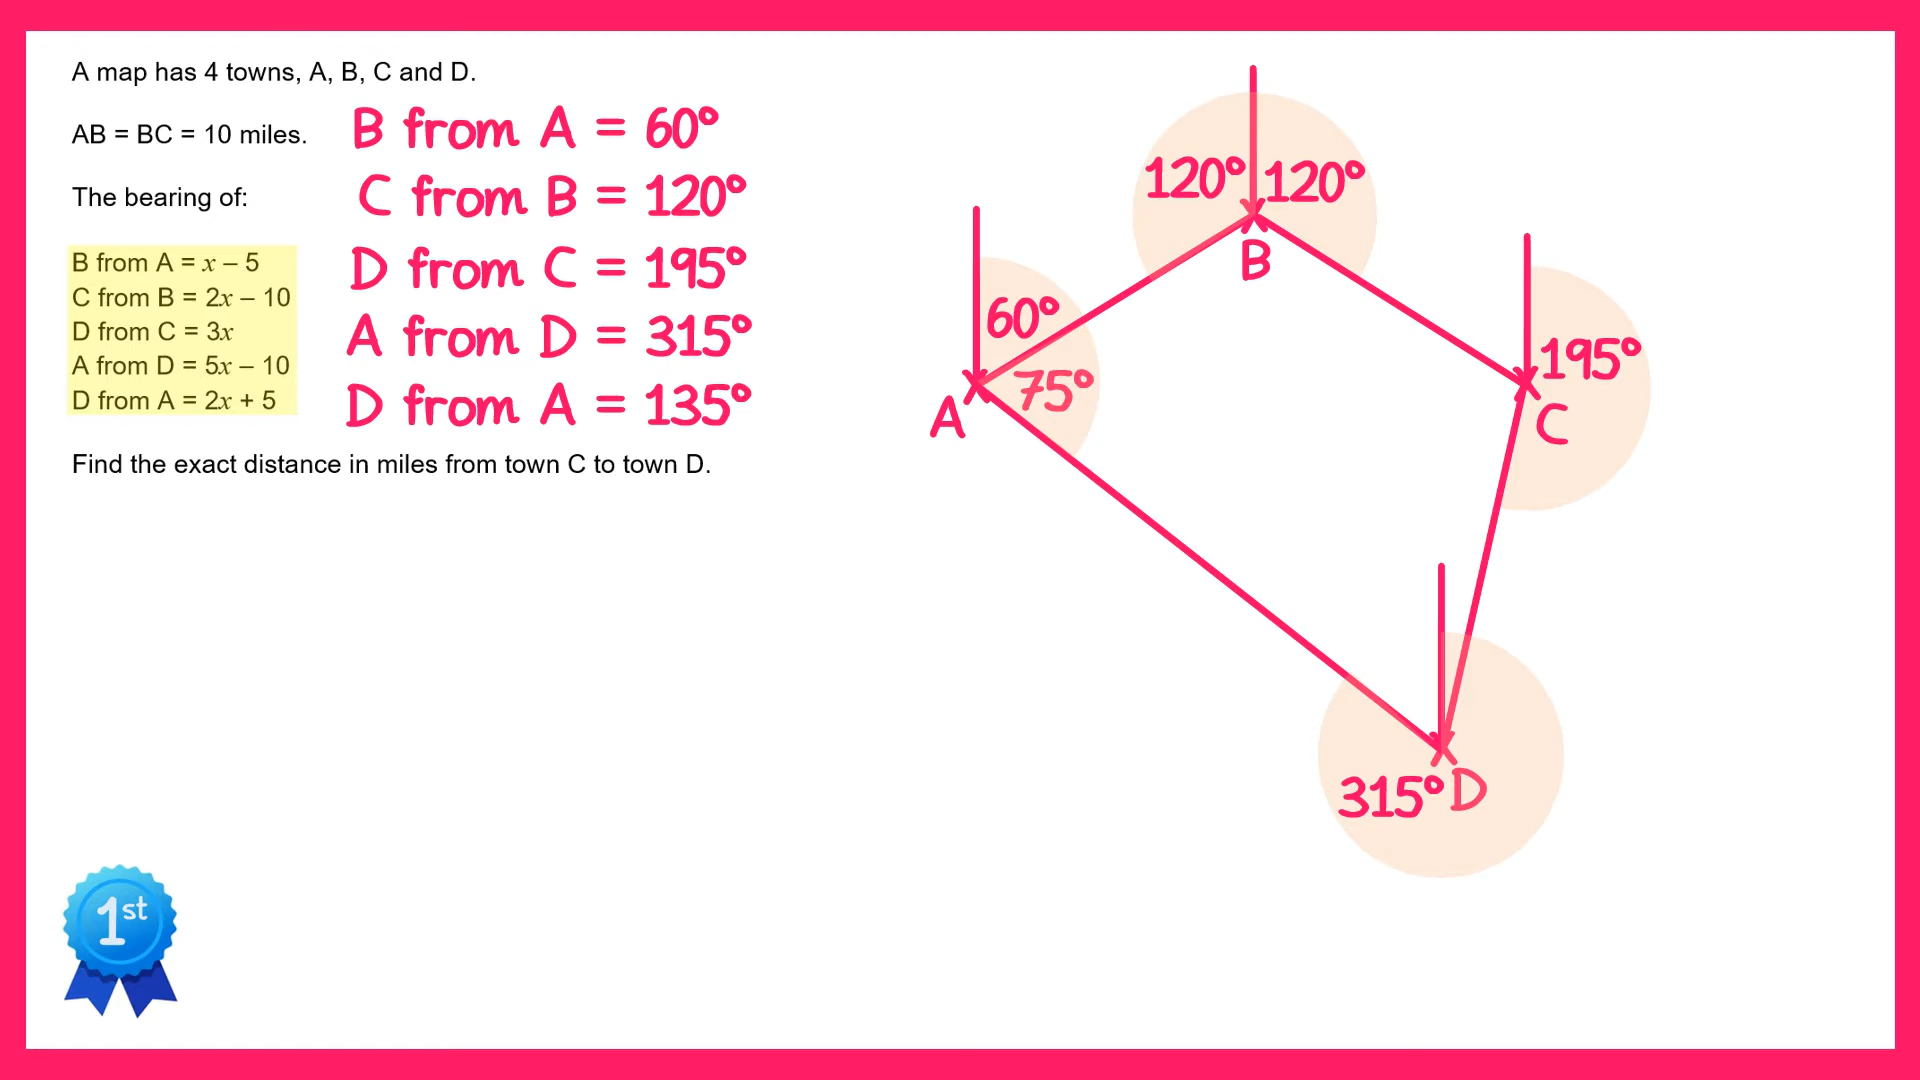 A map has 4 towns, A, B, C and D.
AB = BC = 10 miles.
B from A = 60°
C from B = 120°
The bearing of:
D from C = 195°
A from D = 315°
D from A = 135°
B from A = x – 5
C from B = 2x – 10
D from C = 3x
A from D = 5x – 10
D from A = 2x + 5
Find the exact distance in miles from town C to town D.
120° 120°
B
60°
75°
A
195°
C
315° D
1st